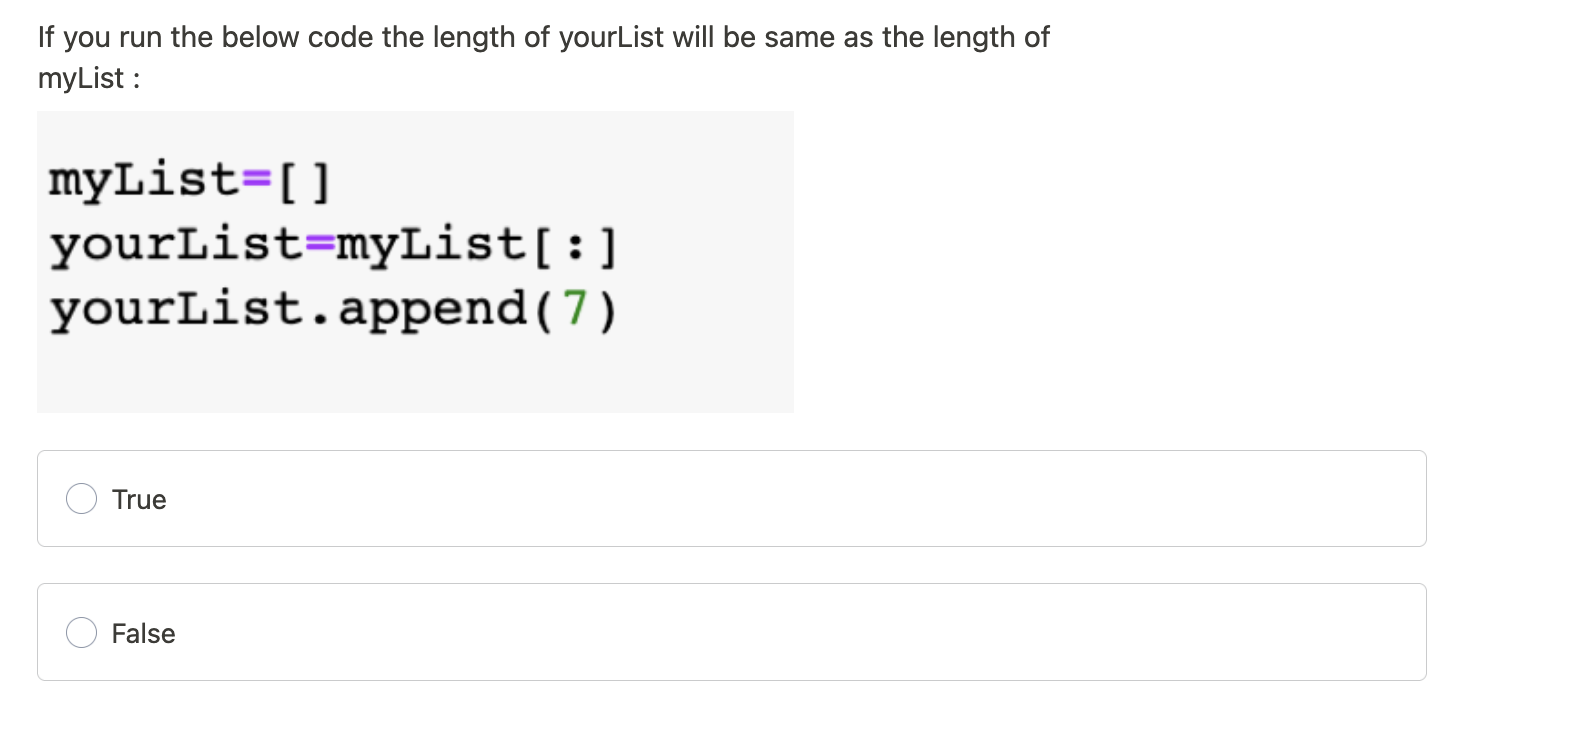 If you run the below code the length of yourList will be same as the length of
myList :
myList=[]
yourList=myList[:]
yourList.append(7)
True
False